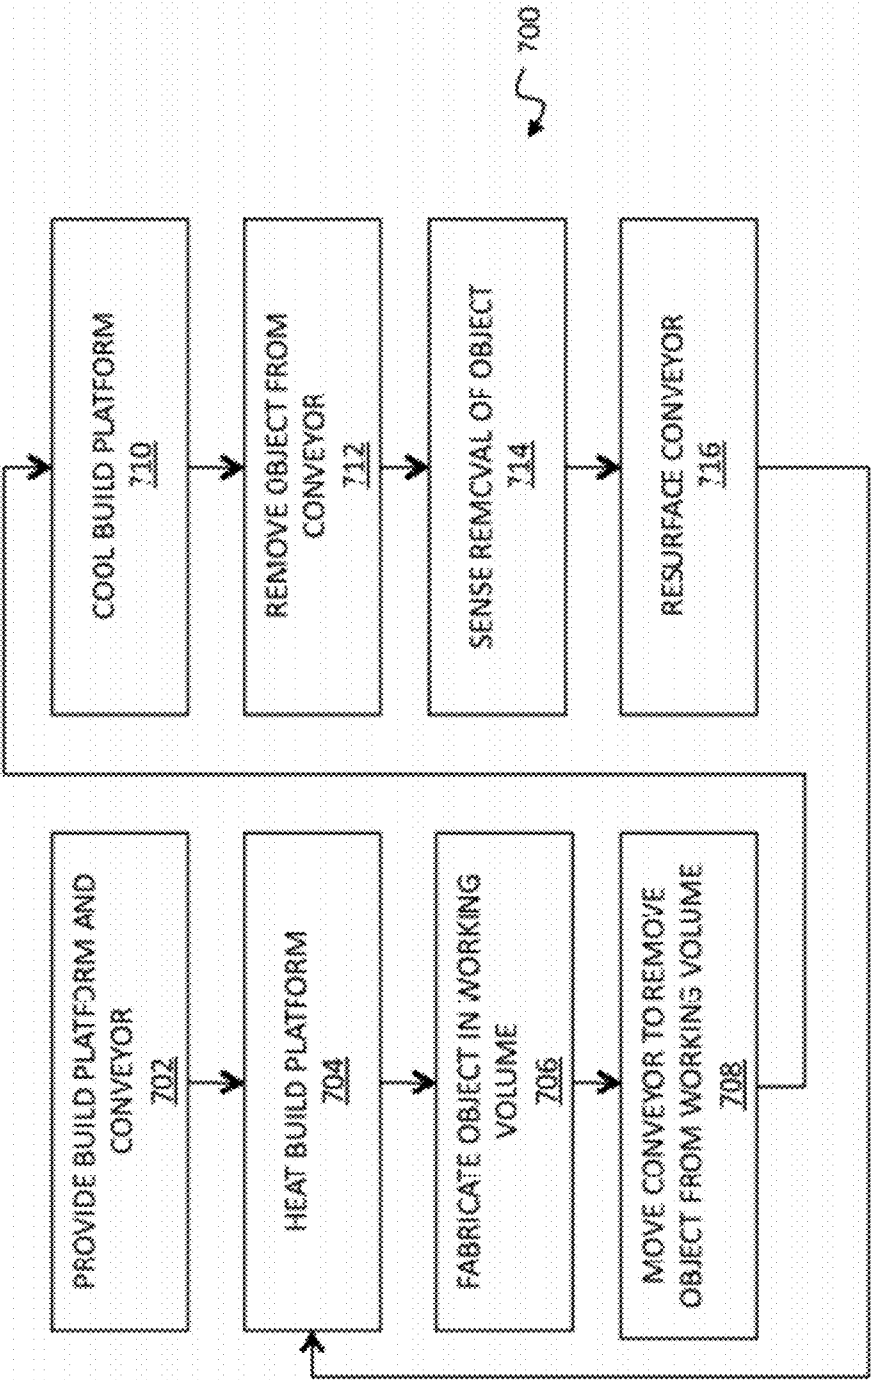 PROVIDE BUILD PLATFORM AND
CONVEYOR
702
HEAT BUILD PLATFORM
704
FABRICATE OBJECT IN WORKING
VOLUME
706
MOVE CONVEYOR TO REMOVE
OBJECT FROM WORKING VOLUME
708
COOL BUILD PLATFORM
710
REMOVE OBJECT FROM
CONVEYOR
712
SENSE REMOVAL OF OBJECT
714
RESURFACE CONVEYOR
716
700